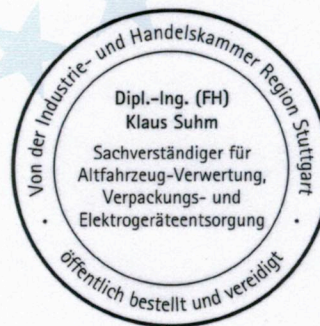 Von der Industrie- und Handelskammer Region Stuttgart
Dipl.-Ing. (FH)
Klaus Suhm
Sachverständiger für
Altfahrzeug-Verwertung,
Verpackungs- und
Elektrogeräteentsorgung
· öffentlich bestellt und vereidigt ·